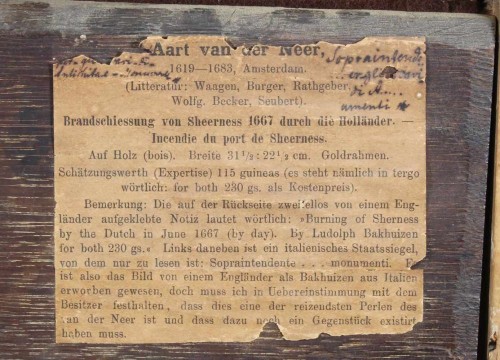 Aart van der Neer,
1619—1683, Amsterdam.
(Litteratur: Waagen, Burger, Rathgeber,
Wolfg. Becker, Seubert).
Sopraintend
Brandschiessung von Sheerness 1667 durch die Holländer. —
Incendie du port de Sheerness.
Auf Holz (bois). Breite 31½ : 22½ cm. Goldrahmen.
Schätzungswerth (Expertise) 115 guineas (es steht nämlich in tergo
wörtlich: for both 230 gs. als Kostenpreis).
Bemerkung: Die auf der Rückseite zweifellos von einem Eng-
länder aufgeklebte Notiz lautet wörtlich: »Burning of Sherness
by the Dutch in June 1667 (by day). By Ludolph Bakhuizen
for both 230 gs.« Links daneben ist ein italienisches Staatssiegel,
von dem nur zu lesen ist: Sopraintendente . . . monumenti. Es
ist also das Bild von einem Engländer als Bakhuizen aus Italien
erworben gewesen, doch muss ich in Uebereinstimmung mit dem
Besitzer festhalten, dass dies eine der reizendsten Perlen des
van der Neer ist und dass dazu noch ein Gegenstück existirt
haben muss.